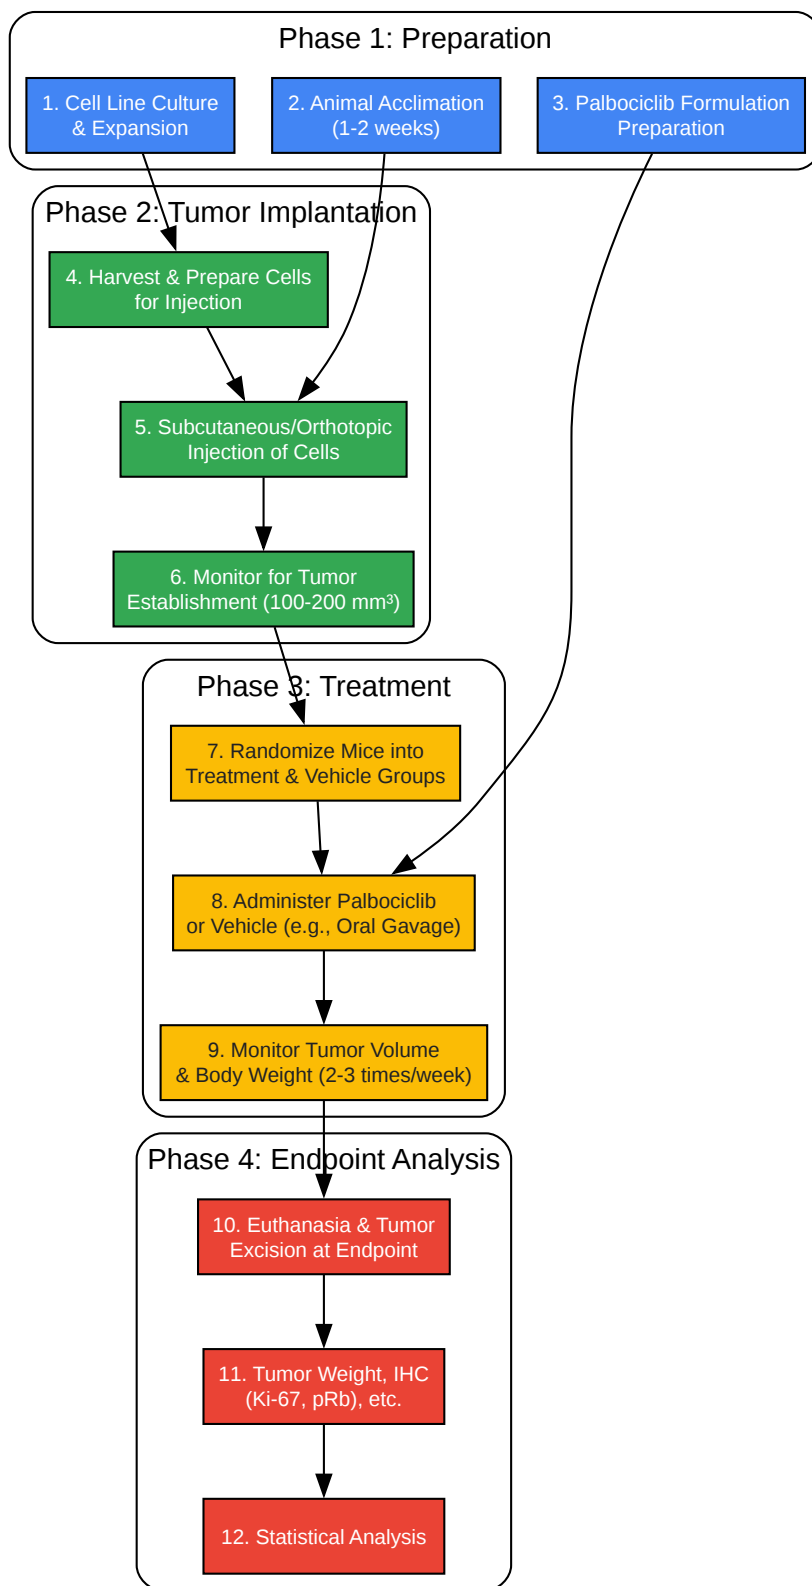 Phase 1: Preparation
1. Cell Line Culture
& Expansion
2. Animal Acclimation
(1-2 weeks)
3. Palbociclib Formulation
Preparation
Phase 2: Tumor Implantation
4. Harvest & Prepare Cells
for Injection
5. Subcutaneous/Orthotopic
Injection of Cells
6. Monitor for Tumor
Establishment (100-200 mm³)
Phase 3: Treatment
7. Randomize Mice into
Treatment & Vehicle Groups
8. Administer Palbociclib
or Vehicle (e.g., Oral Gavage)
9. Monitor Tumor Volume
& Body Weight (2-3 times/week)
Phase 4: Endpoint Analysis
10. Euthanasia & Tumor
Excision at Endpoint
11. Tumor Weight, IHC
(Ki-67, pRb), etc.
12. Statistical Analysis